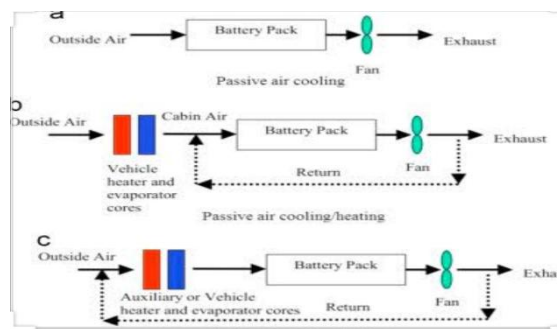 a
Outside Air
Battery Pack
Exhaust
Fan
Passive air cooling
b
Outside Air
Cabin Air
Battery Pack
Exhaust
Fan
Vehicle
heater and
evaporator
cores
Return
Passive air cooling/heating
c
Outside Air
Battery Pack
Exha
Fan
Auxiliary or Vehicle
heater and evaporator cores
Return